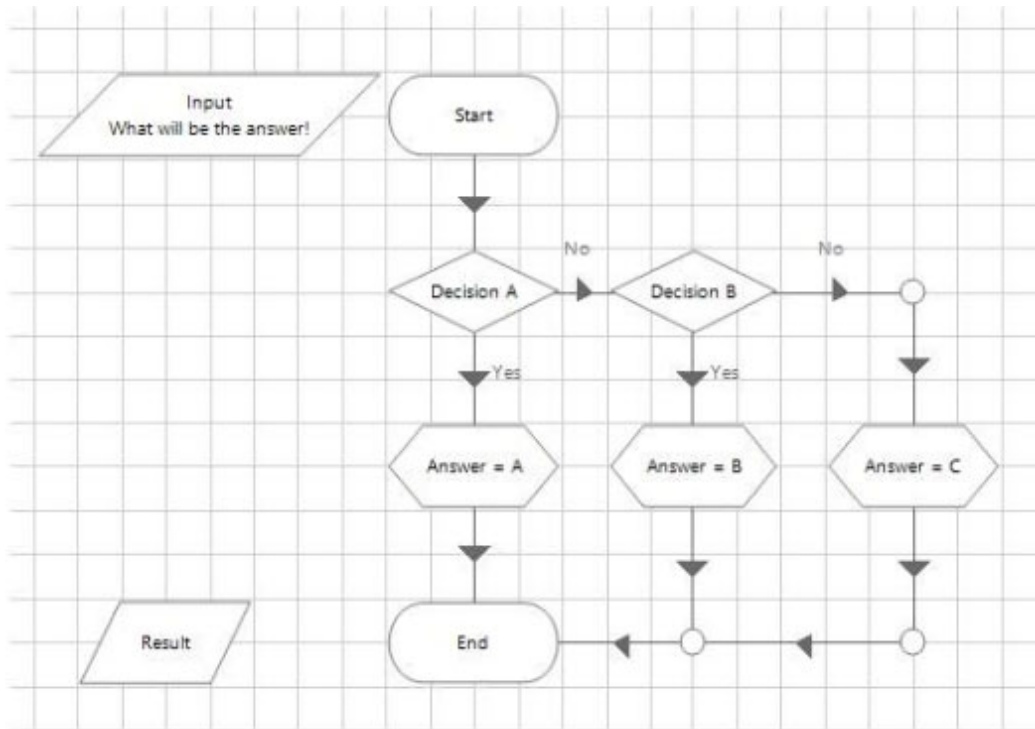 Input
What will be the answer!
Start
No
No
Decision A
Decision B
Yes
Yes
Answer = A
Answer = B
Answer = C
Result
End